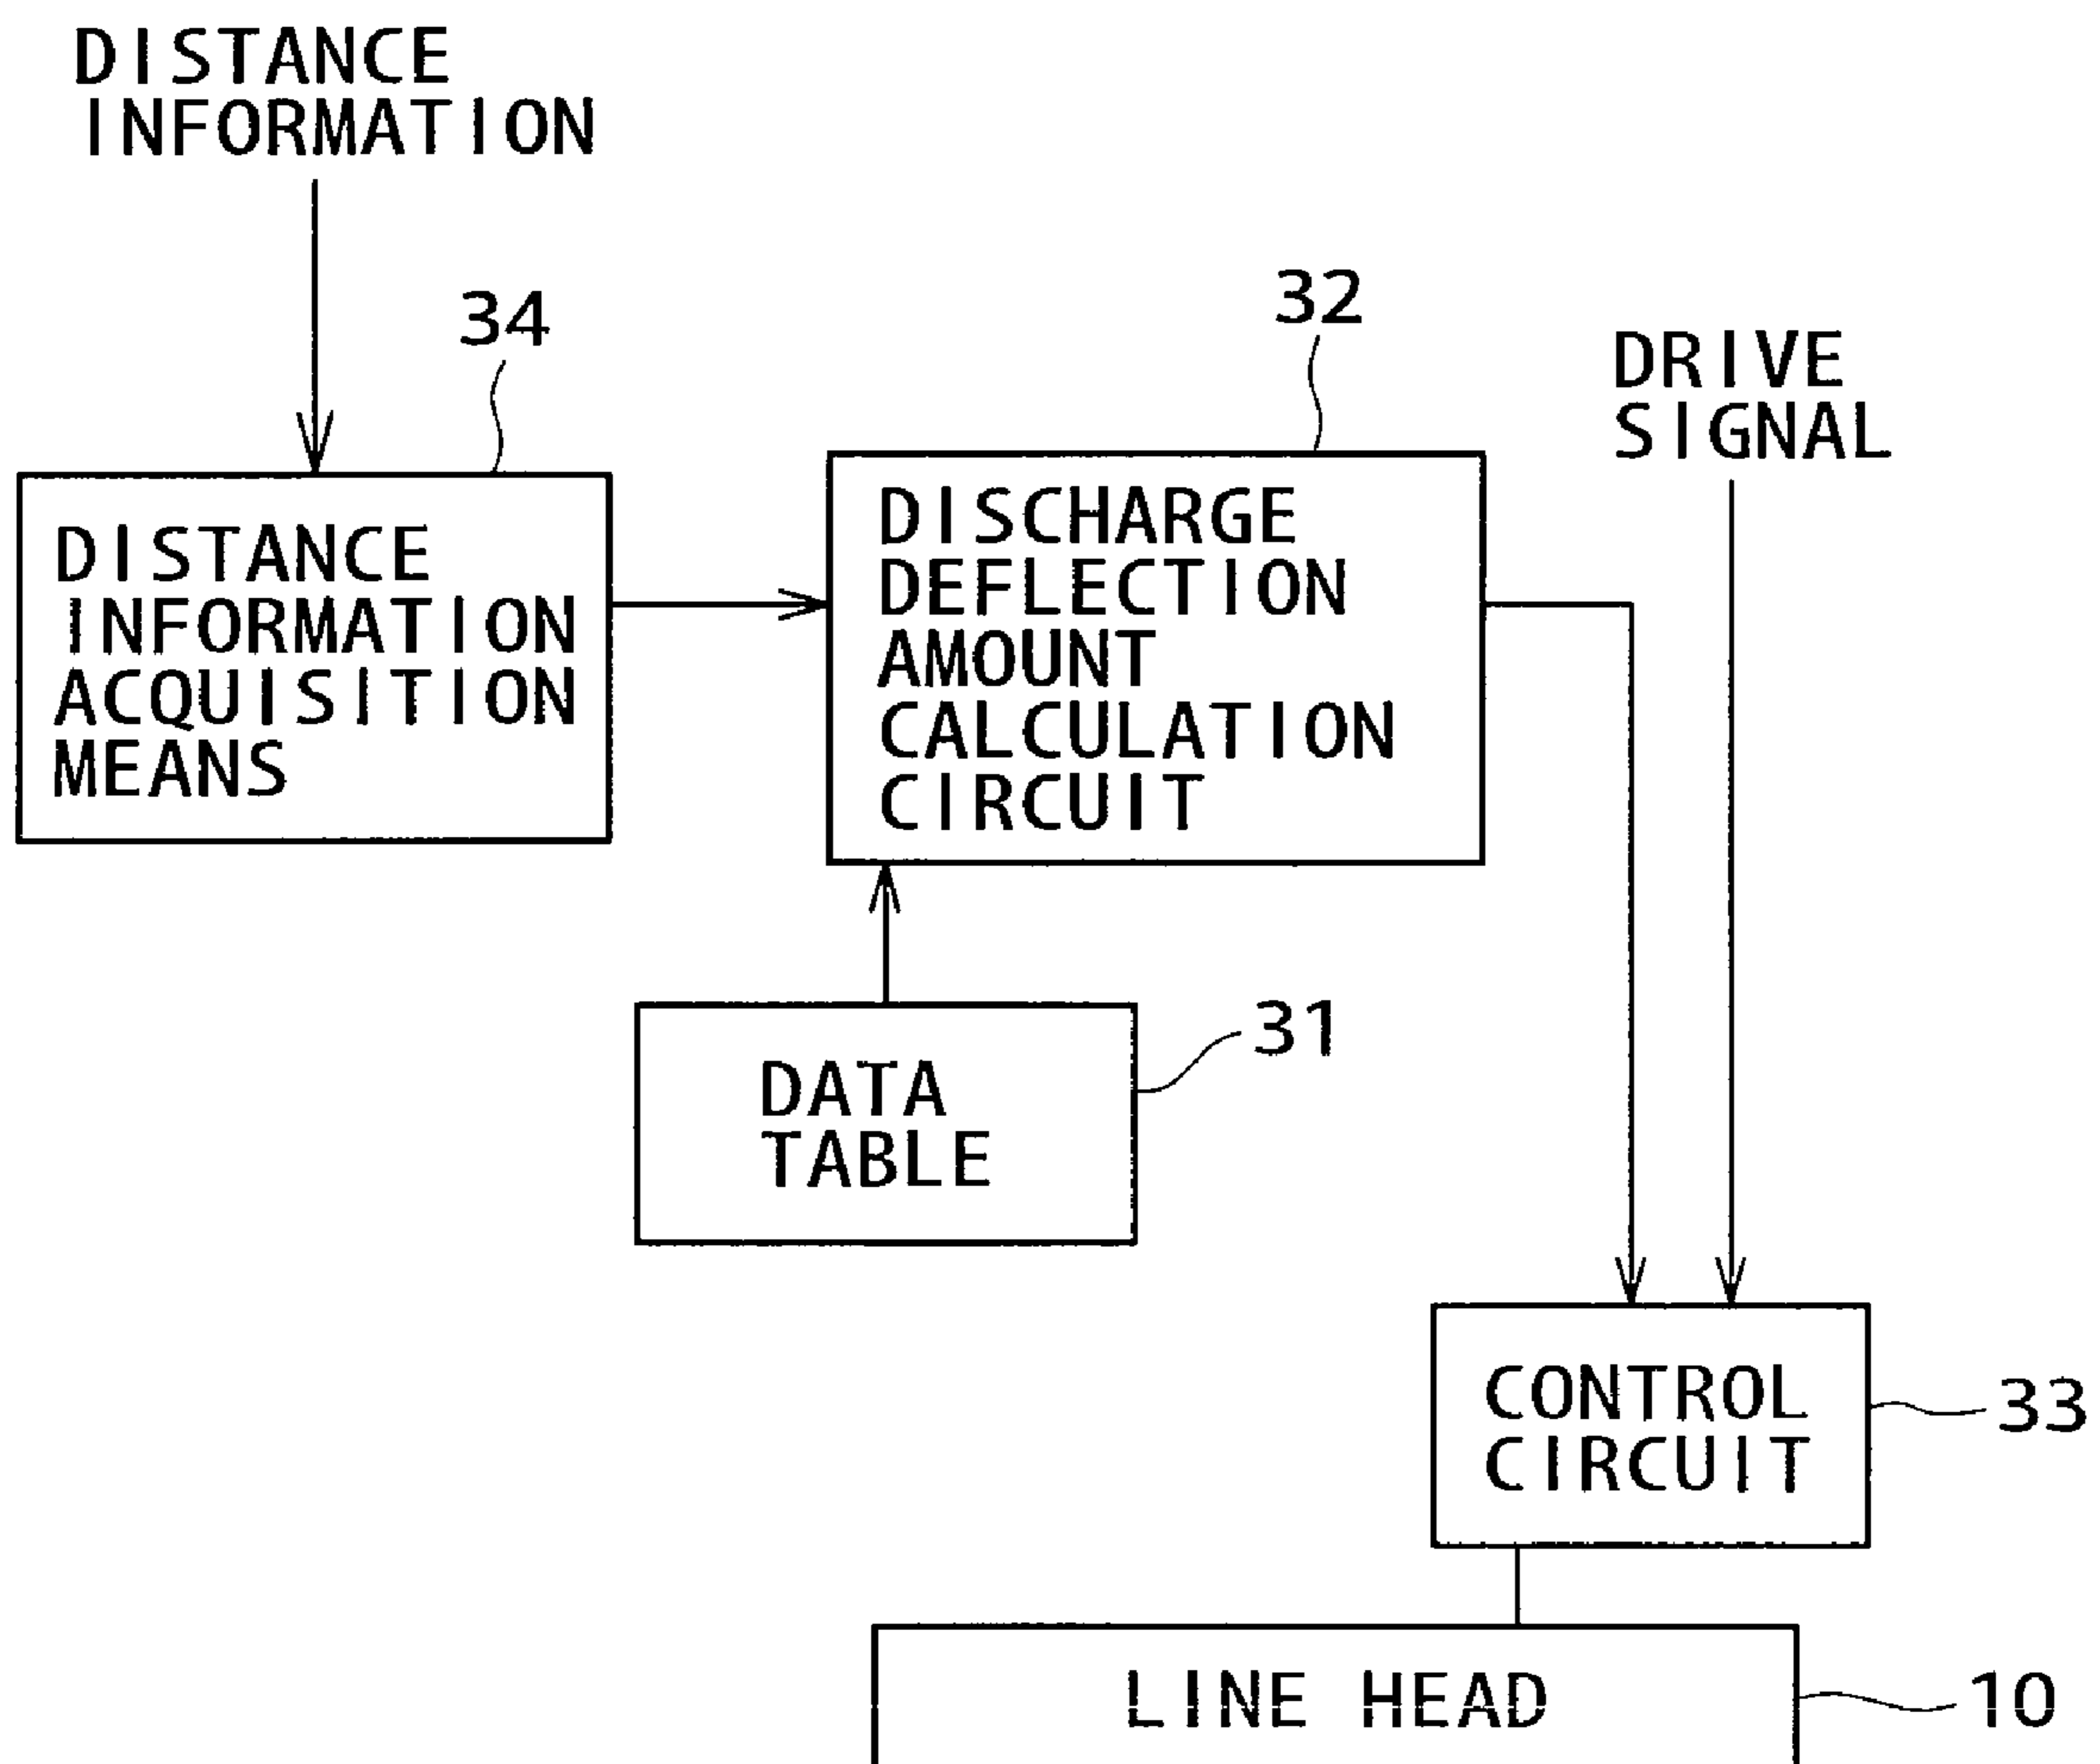 DISTANCE
INFORMATION
34
32
DRIVE
SIGNAL
DISTANCE
INFORMATION
ACQUISITION
MEANS
DISCHARGE
DEFLECTION
AMOUNT
CALCULATION
CIRCUIT
31
DATA
TABLE
CONTROL
CIRCUIT
33
LINE HEAD
10